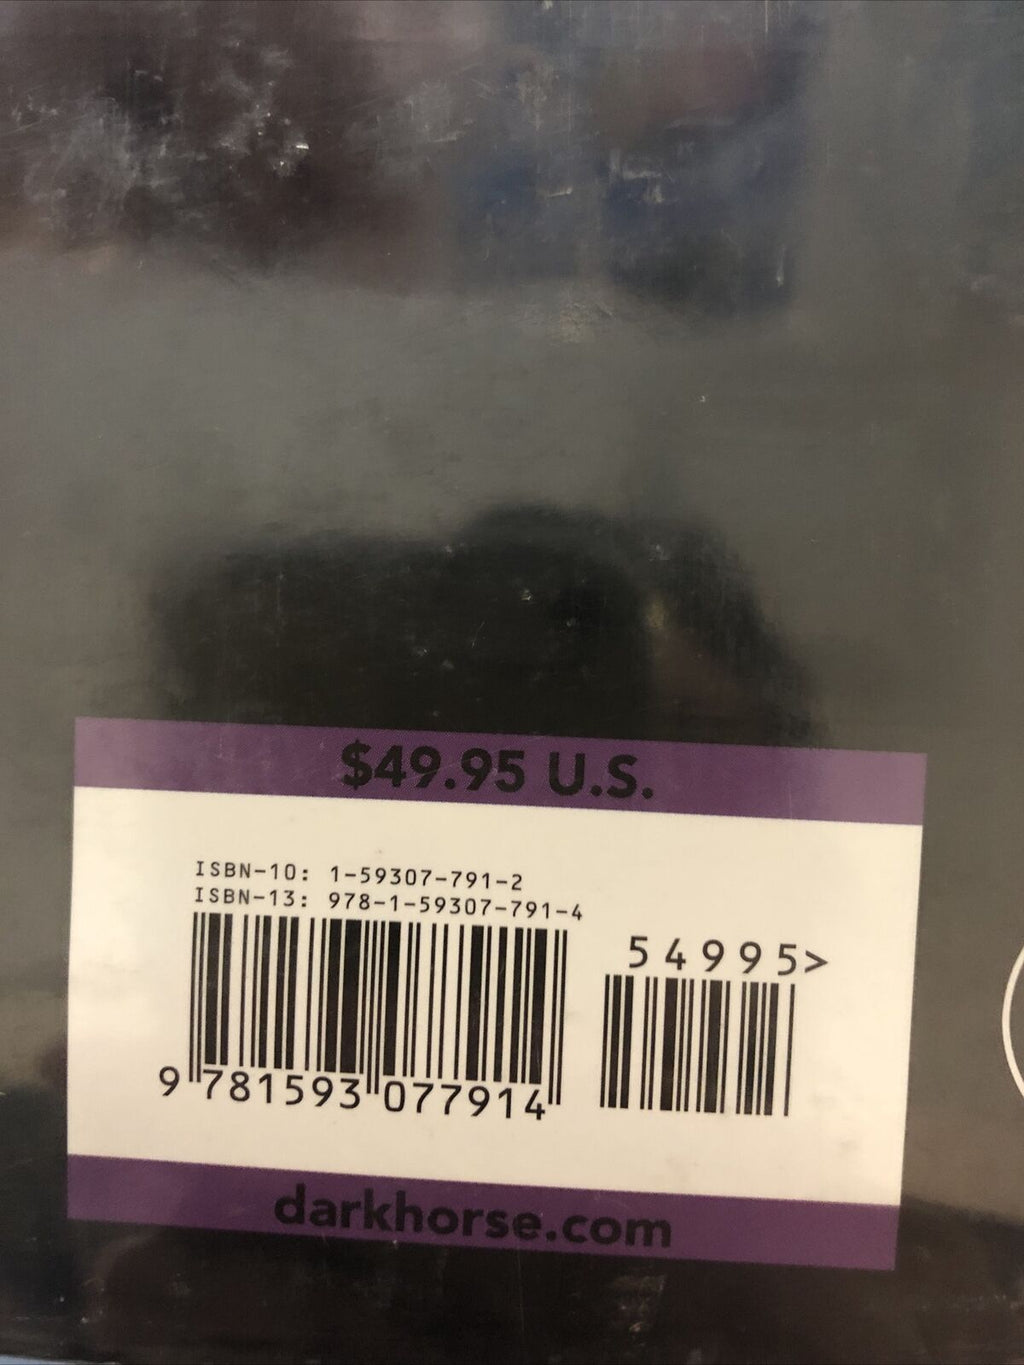 $49.95 U.S.
ISBN-10: 1-59307-791-2
ISBN-13: 978-1-59307-791-4
54995>
9 781593 077914
darkhorse.com